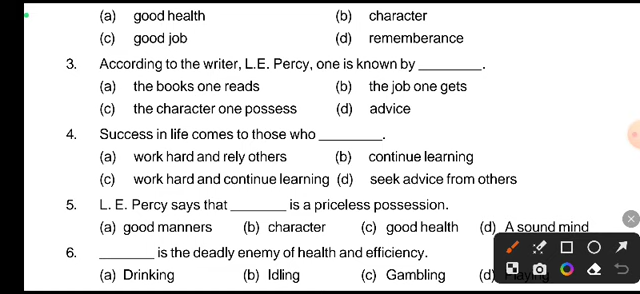 (a) good health (b) character
(c) good job (d) rememberance
3. According to the writer, L.E. Percy, one is known by ________.
(a) the books one reads (b) the job one gets
(c) the character one possess (d) advice
4. Success in life comes to those who ________.
(a) work hard and rely others (b) continue learning
(c) work hard and continue learning (d) seek advice from others
5. L. E. Percy says that _______ is a priceless possession.
(a) good manners (b) character (c) good health (d) A sound mind
6. _______ is the deadly enemy of health and efficiency.
(a) Drinking (b) Idling (c) Gambling (d) Playing